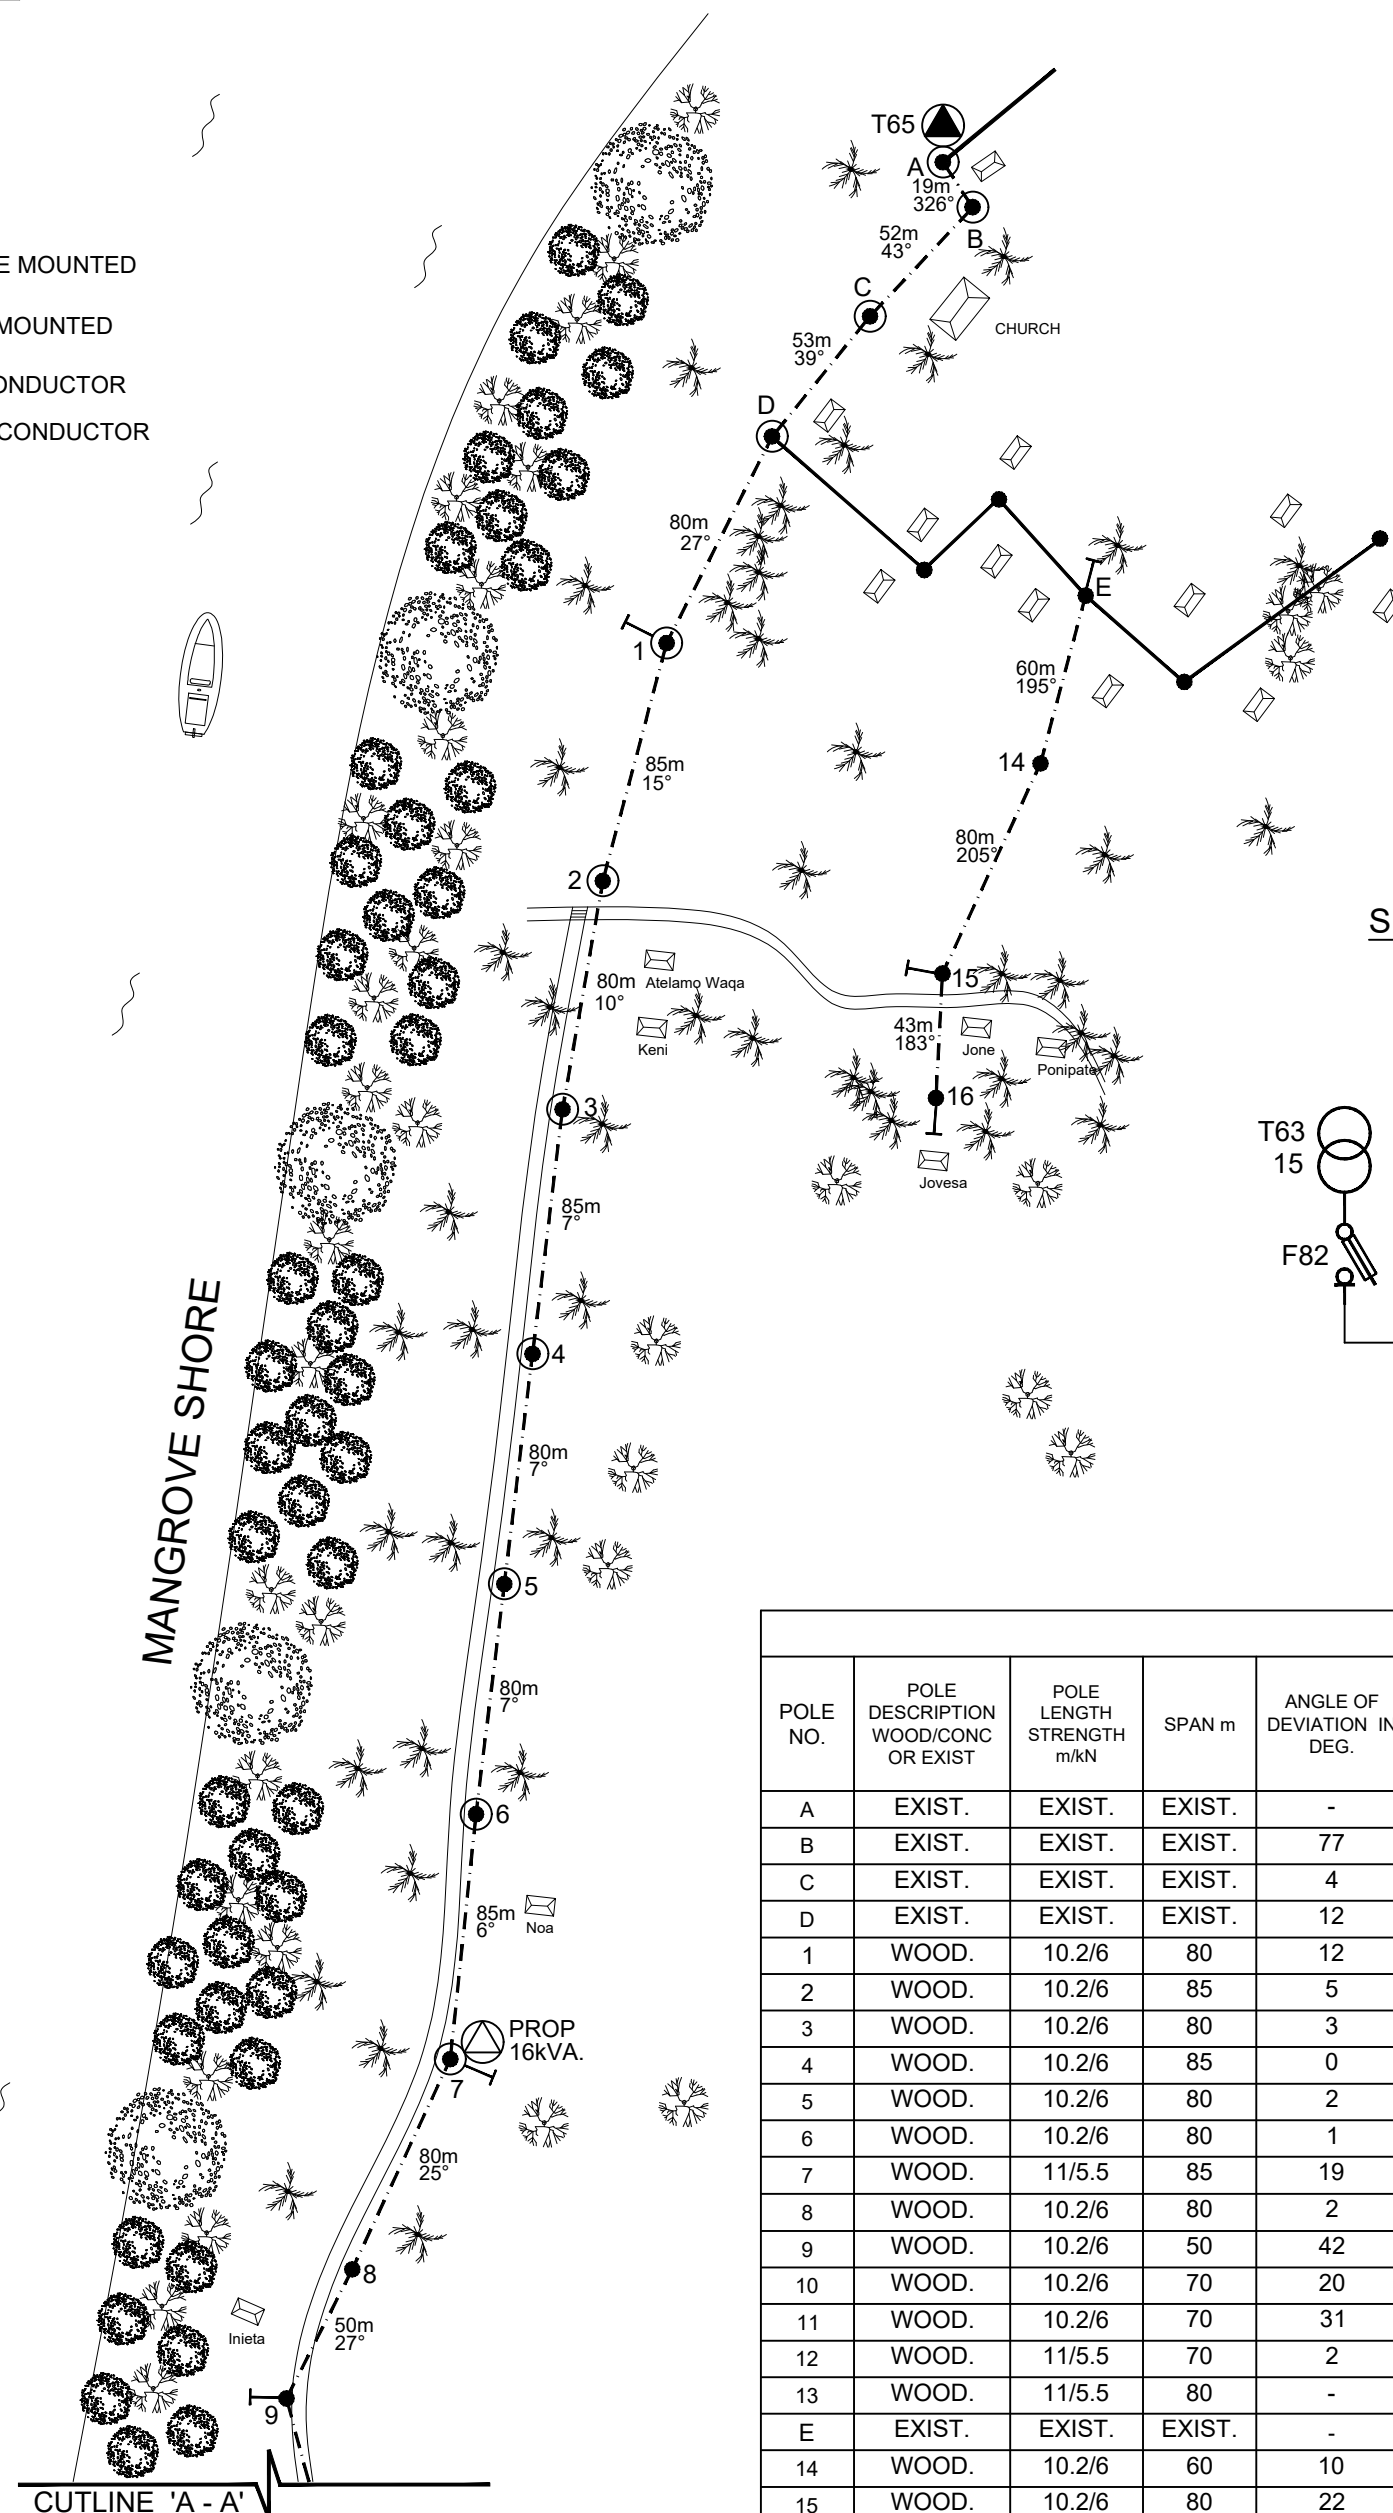 E MOUNTED
MOUNTED
ONDUCTOR
CONDUCTOR
T65
A
19m
326°
B
52m
43°
C
CHURCH
53m
39°
D
80m
27°
E
1
60m
195°
85m
15°
14
2
80m
205°
S
80m
10°
Atelamo Waqa
15
Keni
43m
183°
Jone
Ponipate
3
16
T63
15
Jovesa
85m
7°
F82
MANGROVE SHORE
4
80m
7°
5
80m
7°
6
85m
6°
Noa
PROP
16kVA.
7
80m
25°
8
50m
27°
Inieta
9
CUTLINE 'A - A'
POLE
NO.
POLE
DESCRIPTION
WOOD/CONC
OR EXIST
POLE
LENGTH
STRENGTH
m/kN
SPAN m
ANGLE OF
DEVIATION IN
DEG.
A EXIST. EXIST. EXIST. -
B EXIST. EXIST. EXIST. 77
C EXIST. EXIST. EXIST. 4
D EXIST. EXIST. EXIST. 12
1 WOOD. 10.2/6 80 12
2 WOOD. 10.2/6 85 5
3 WOOD. 10.2/6 80 3
4 WOOD. 10.2/6 85 0
5 WOOD. 10.2/6 80 2
6 WOOD. 10.2/6 80 1
7 WOOD. 11/5.5 85 19
8 WOOD. 10.2/6 80 2
9 WOOD. 10.2/6 50 42
10 WOOD. 10.2/6 70 20
11 WOOD. 10.2/6 70 31
12 WOOD. 11/5.5 70 2
13 WOOD. 11/5.5 80 -
E EXIST. EXIST. EXIST. -
14 WOOD. 10.2/6 60 10
15 WOOD. 10.2/6 80 22